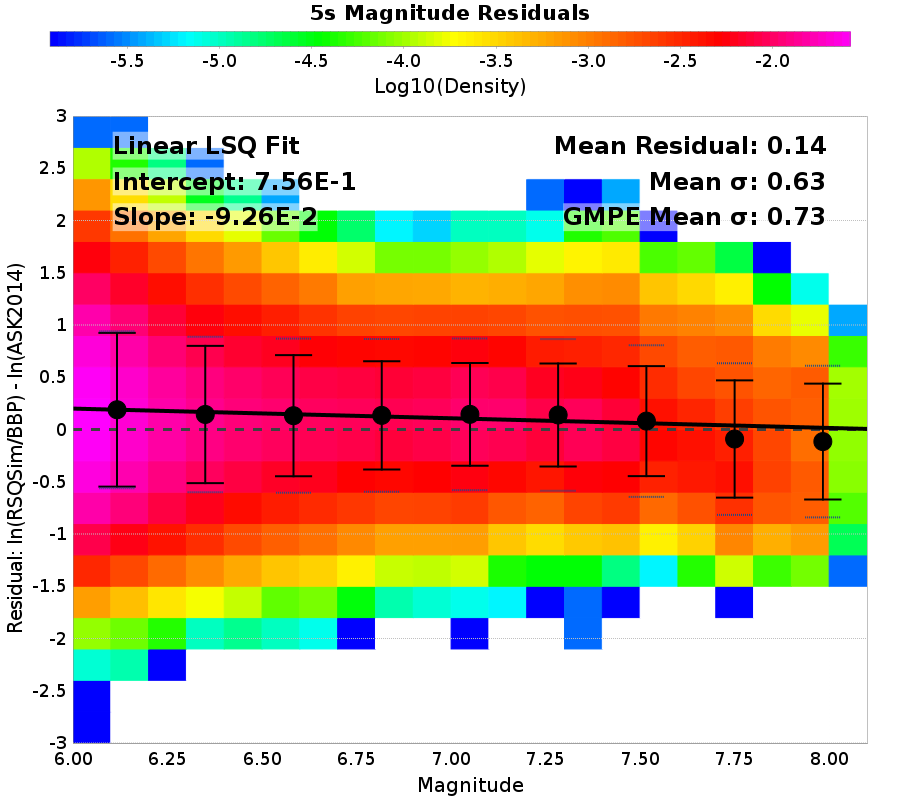 5s Magnitude Residuals
-5.5 -5.0 -4.5 -4.0 -3.5 -3.0 -2.5 -2.0
Log10(Density)
Linear LSQ Fit
Intercept: 7.56E-1
Slope: -9.26E-2
Mean Residual: 0.14
Mean σ: 0.63
GMPE Mean σ: 0.73
Residual: ln(RSQSim/BBP) - ln(ASK2014)
3
2.5
2
1.5
1
0.5
0
-0.5
-1
-1.5
-2
-2.5
-3
6.00 6.25 6.50 6.75 7.00 7.25 7.50 7.75 8.00
Magnitude